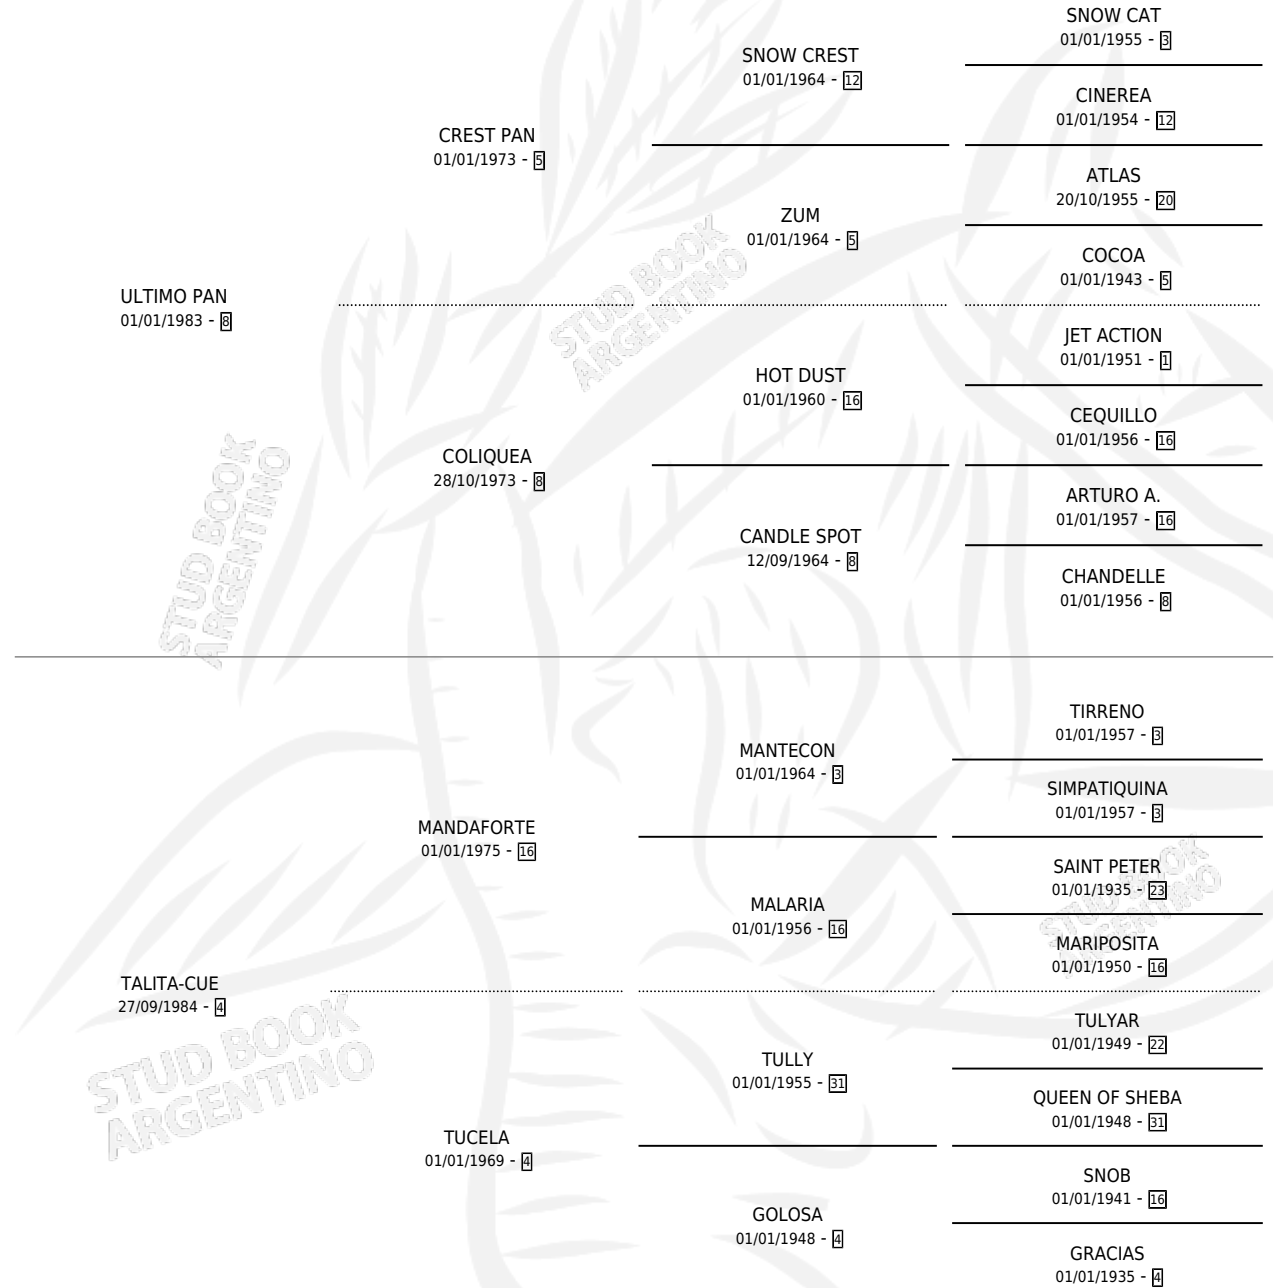 SNOW CAT
01/01/1955 - 3
SNOW CREST
01/01/1964 - 12
CINEREA
01/01/1954 - 12
CREST PAN
01/01/1973 - 5
ATLAS
20/10/1955 - 20
ZUM
01/01/1964 - 5
COCOA
01/01/1943 - 5
ULTIMO PAN
01/01/1983 - 8
JET ACTION
01/01/1951 - 1
HOT DUST
01/01/1960 - 16
CEQUILLO
01/01/1956 - 16
COLIQUEA
28/10/1973 - 8
ARTURO A.
01/01/1957 - 16
CANDLE SPOT
12/09/1964 - 8
CHANDELLE
01/01/1956 - 8
STUD BOOK
ARGENTINO
STUD BOOK
ARGENTINO
TIRRENO
01/01/1957 - 3
MANTECON
01/01/1964 - 3
SIMPATIQUINA
01/01/1957 - 3
MANDAFORTE
01/01/1975 - 16
SAINT PETER
01/01/1935 - 23
MALARIA
01/01/1956 - 16
MARIPOSITA
01/01/1950 - 16
TALITA-CUE
27/09/1984 - 4
TULYAR
01/01/1949 - 22
TULLY
01/01/1955 - 31
QUEEN OF SHEBA
01/01/1948 - 31
TUCELA
01/01/1969 - 4
SNOB
01/01/1941 - 16
GOLOSA
01/01/1948 - 4
GRACIAS
01/01/1935 - 4
STUD BOOK
ARGENTINO
STUD BOOK
ARGENTINO